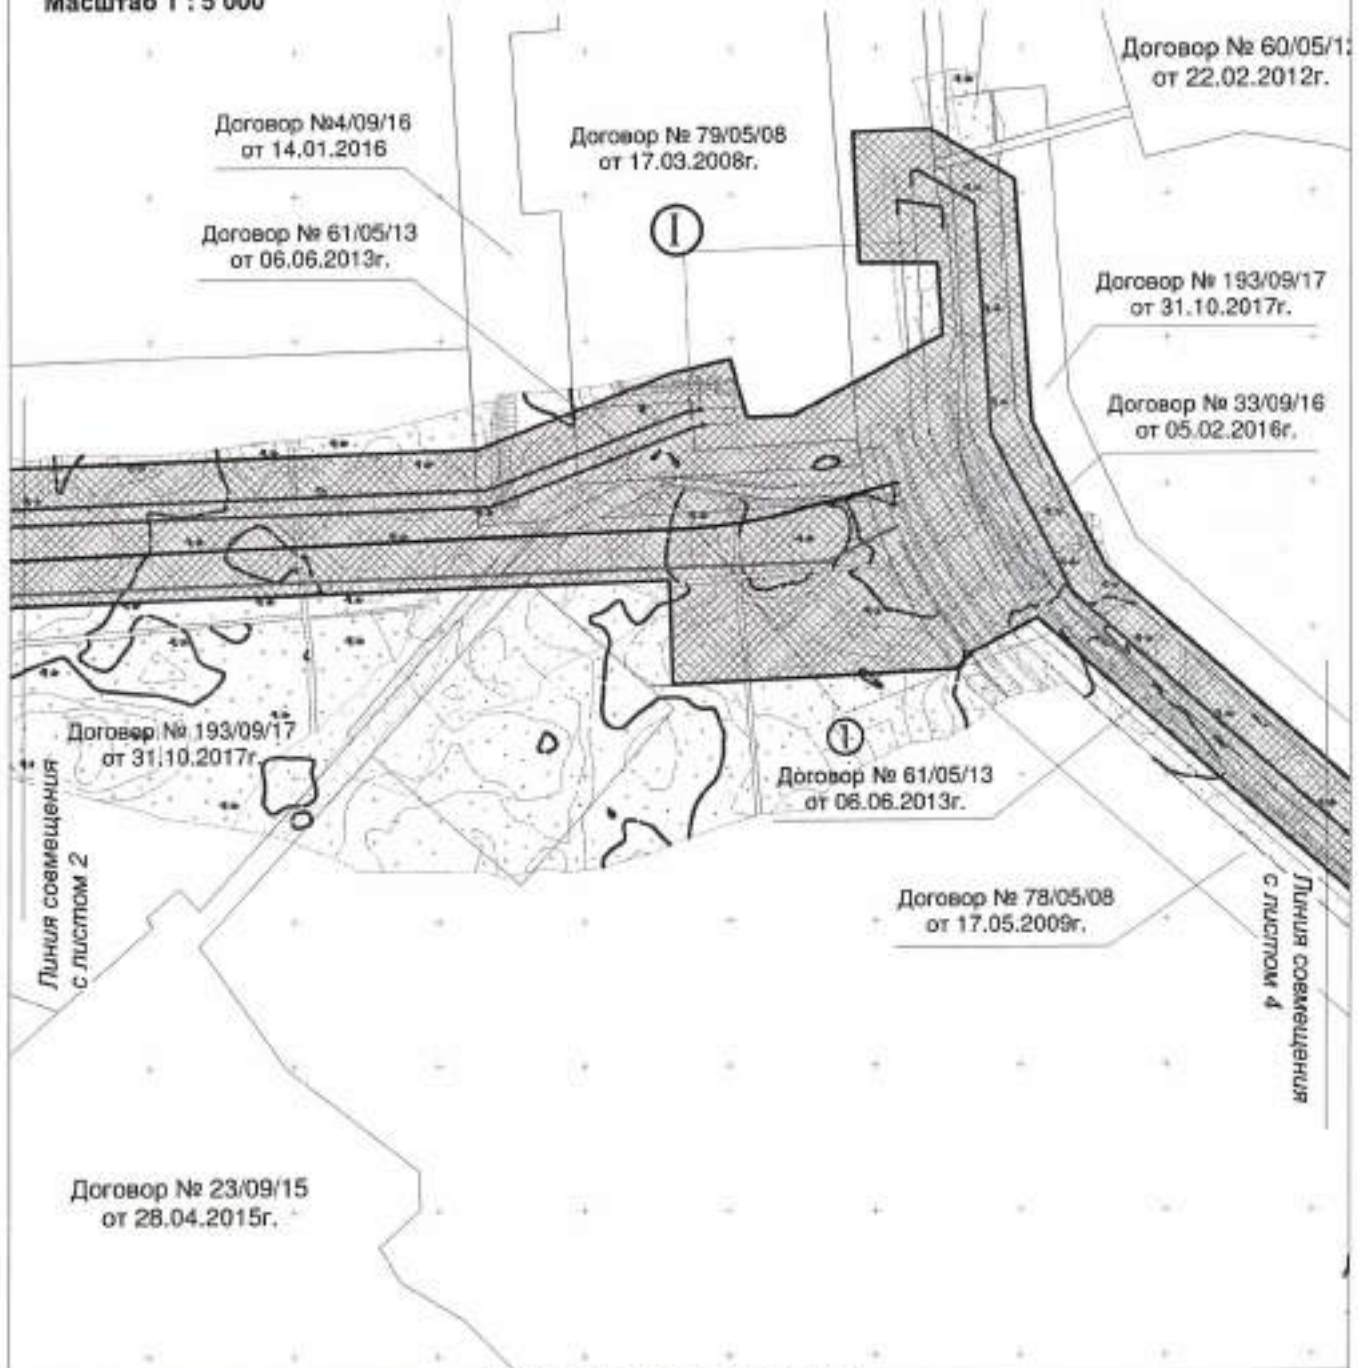 Масштаб 1 : 5 000
Договор № 60/05/12
от 22.02.2012г.
Договор №4/09/16
от 14.01.2016
Договор № 79/05/08
от 17.03.2008г.
Договор № 61/05/13
от 06.06.2013г.
1
Договор № 193/09/17
от 31.10.2017г.
Договор № 33/09/16
от 05.02.2016г.
Договор № 193/09/17
от 31.10.2017г.
1
Договор № 61/05/13
от 06.06.2013г.
Линия совмещения
с листом 2
Договор № 78/05/08
от 17.05.2009г.
Линия совмещения
с листом 4
Договор № 23/09/15
от 28.04.2015г.